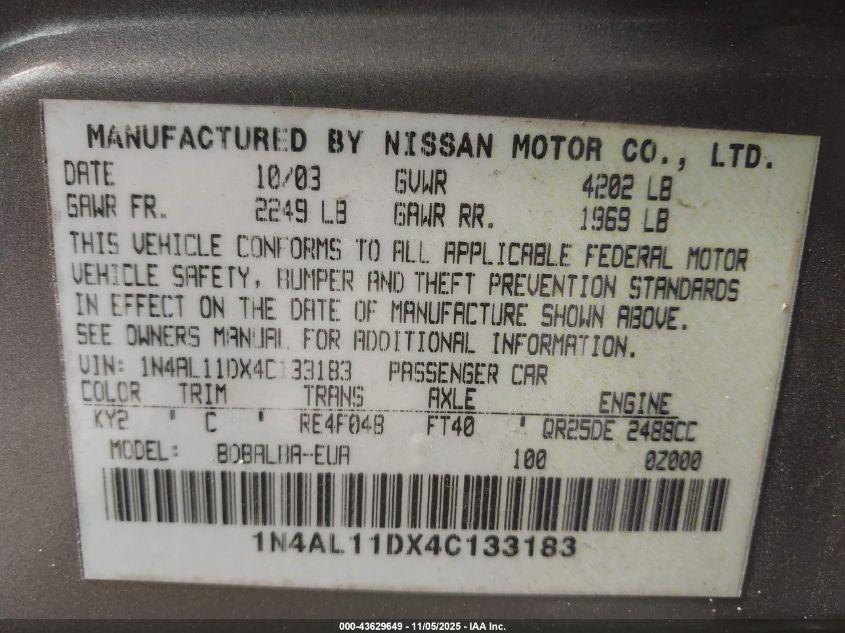 MANUFACTURED BY NISSAN MOTOR CO., LTD.
DATE 10/03 GVWR 4202 LB
GAWR FR. 2249 LB GAWR RR. 1969 LB
THIS VEHICLE CONFORMS TO ALL APPLICABLE FEDERAL MOTOR
VEHICLE SAFETY, BUMPER AND THEFT PREVENTION STANDARDS
IN EFFECT ON THE DATE OF MANUFACTURE SHOWN ABOVE.
SEE OWNERS MANUAL FOR ADDITIONAL INFORMATION.
VIN: 1N4AL11DX4C133183 PASSENGER CAR
COLOR TRIM TRANS AXLE ENGINE
KY2 ' C ' RE4F04B FT40 ' QR25DE 2488CC
MODEL: BDBALBA-EUA 100 0Z000
1N4AL11DX4C133183
000-43629649 - 11/05/2025 - IAA Inc.